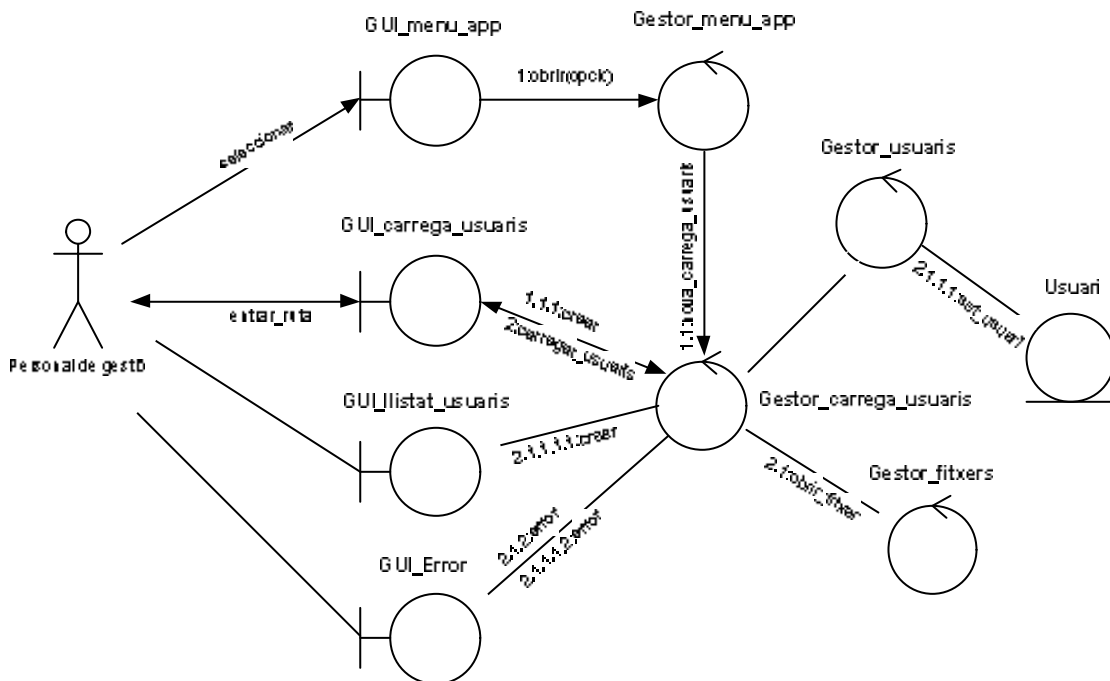 GUI_menu_app
Gestor_menu_app
1:obrir(opció)
seleccionar
Gestor_usuaris
GUI_carrega_usuaris
1.1:nova_carrega_usuaris
2.1.1.1:set_usuari
Usuari
1.1.1:crear
entrar_ruta
2:carregar_usuaris
Personal de gestió
GUI_llistat_usuaris
Gestor_carrega_usuaris
2.1.1.1.1:crear
2.1:obrir_fitxer
Gestor_fitxers
2.1.2:error
2.1.1.1.2:error
GUI_Error